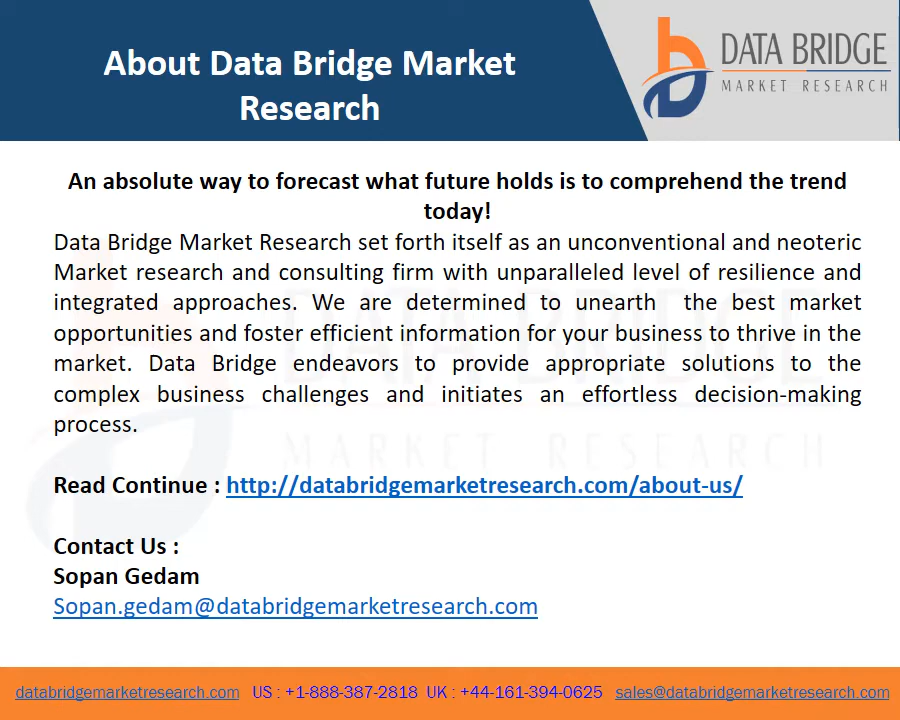 About Data Bridge Market
Research
DATA BRIDGE
MARKET RESEARCH
An absolute way to forecast what future holds is to comprehend the trend
today!
Data Bridge Market Research set forth itself as an unconventional and neoteric
Market research and consulting firm with unparalleled level of resilience and
integrated approaches. We are determined to unearth the best market
opportunities and foster efficient information for your business to thrive in the
market. Data Bridge endeavors to provide appropriate solutions to the
complex business challenges and initiates an effortless decision-making
process.
Read Continue : http://databridgemarketresearch.com/about-us/
Contact Us :
Sopan Gedam
Sopan.gedam@databridgemarketresearch.com
DATA BRIDGE
MARKET RESEARCH
databridgemarketresearch.com US : +1-888-387-2818 UK : +44-161-394-0625 sales@databridgemarketresearch.com